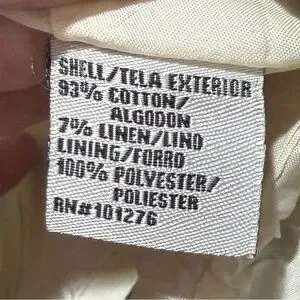 SHELL/TELA EXTERIOR
93% COTTON/
ALGODON
7% LINEN/LINO
LINING/FORRO
100% POLYESTER/
POLIESTER
RN#101276